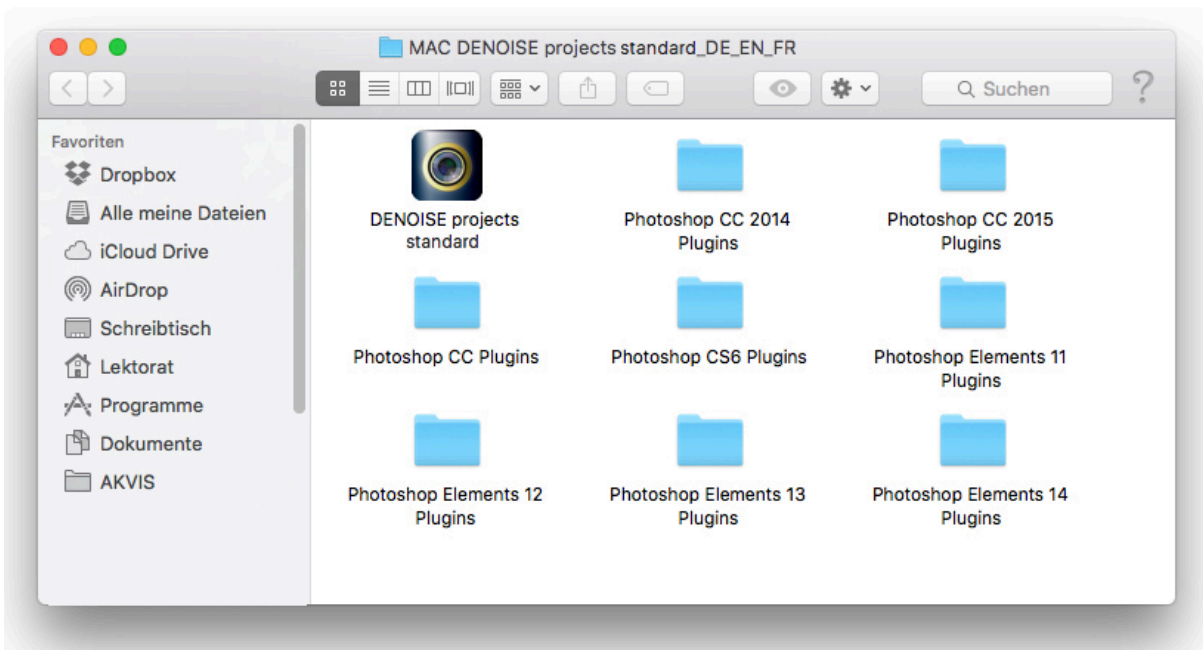 MAC DENOISE projects standard_DE_EN_FR
Suchen
?
Favoriten
Dropbox
Alle meine Dateien
iCloud Drive
AirDrop
Schreibtisch
Lektorat
Programme
Dokumente
AKVIS
DENOISE projects
standard
Photoshop CC 2014
Plugins
Photoshop CC 2015
Plugins
Photoshop CC Plugins
Photoshop CS6 Plugins
Photoshop Elements 11
Plugins
Photoshop Elements 12
Plugins
Photoshop Elements 13
Plugins
Photoshop Elements 14
Plugins